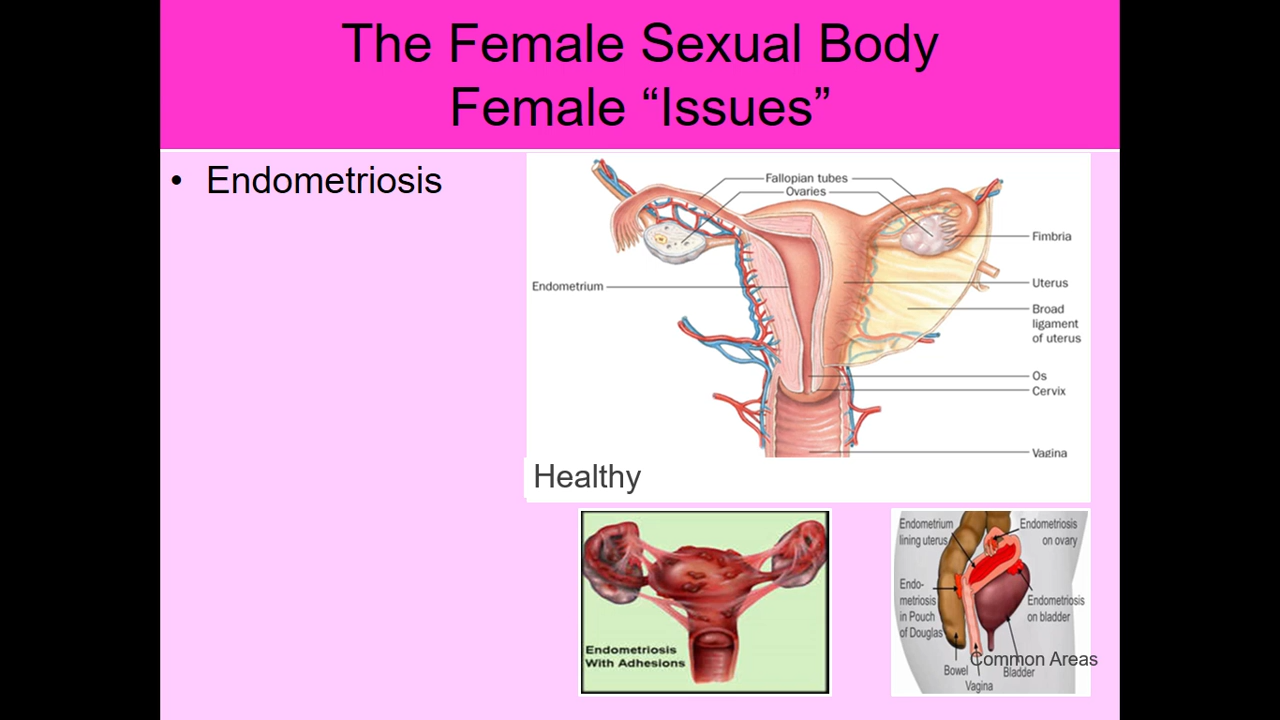 The Female Sexual Body
Female “Issues”
• Endometriosis
Fallopian tubes
Ovaries
Fimbria
Endometrium
Uterus
Broad
ligament
of uterus
Os
Cervix
Vagina
Healthy
Endometriosis
With Adhesions
Endometrium
lining uterus
Endometriosis
on ovary
Endo-
metriosis
in Pouch
of Douglas
Endometriosis
on bladder
Bowel
Vagina
Bladder
Common Areas